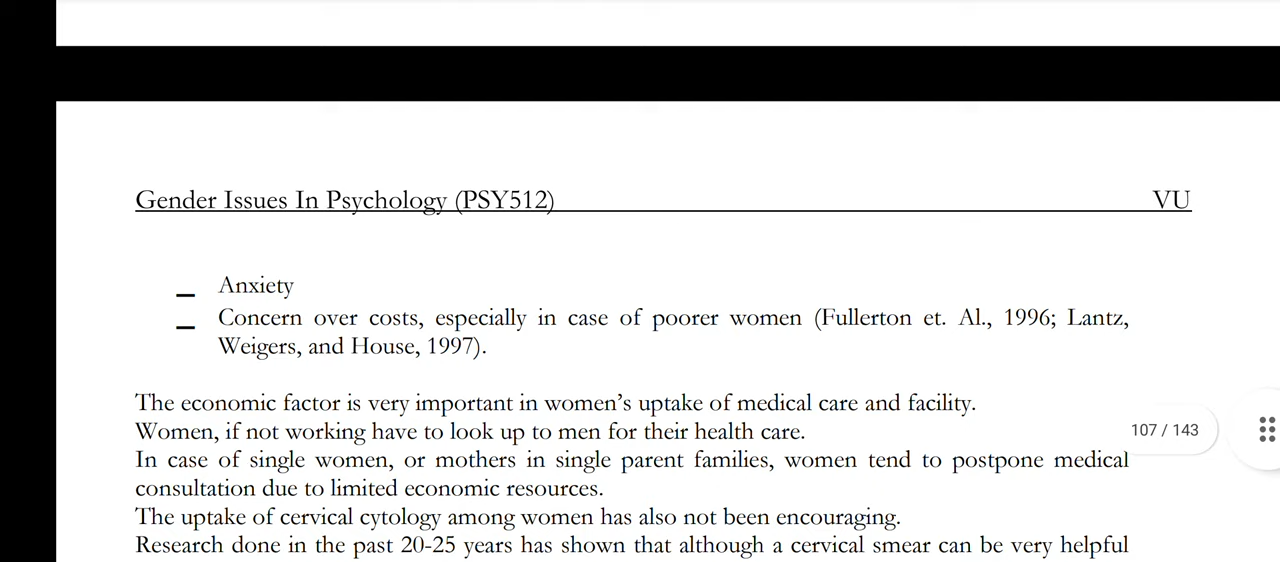 Gender Issues In Psychology (PSY512) VU
_ Anxiety
_ Concern over costs, especially in case of poorer women (Fullerton et. Al., 1996; Lantz,
Weigers, and House, 1997).
The economic factor is very important in women’s uptake of medical care and facility.
Women, if not working have to look up to men for their health care.
107 / 143
In case of single women, or mothers in single parent families, women tend to postpone medical
consultation due to limited economic resources.
The uptake of cervical cytology among women has also not been encouraging.
Research done in the past 20-25 years has shown that although a cervical smear can be very helpful